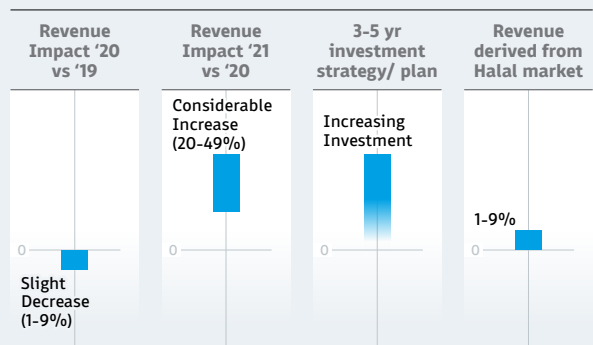 Revenue
Impact ‘20
vs ‘19
Revenue
Impact ‘21
vs ‘20
3-5 yr
investment
strategy/ plan
Revenue
derived from
Halal market
0
Slight
Decrease
(1-9%)
Considerable
Increase
(20-49%)
0
Increasing
Investment
0
1-9%
0